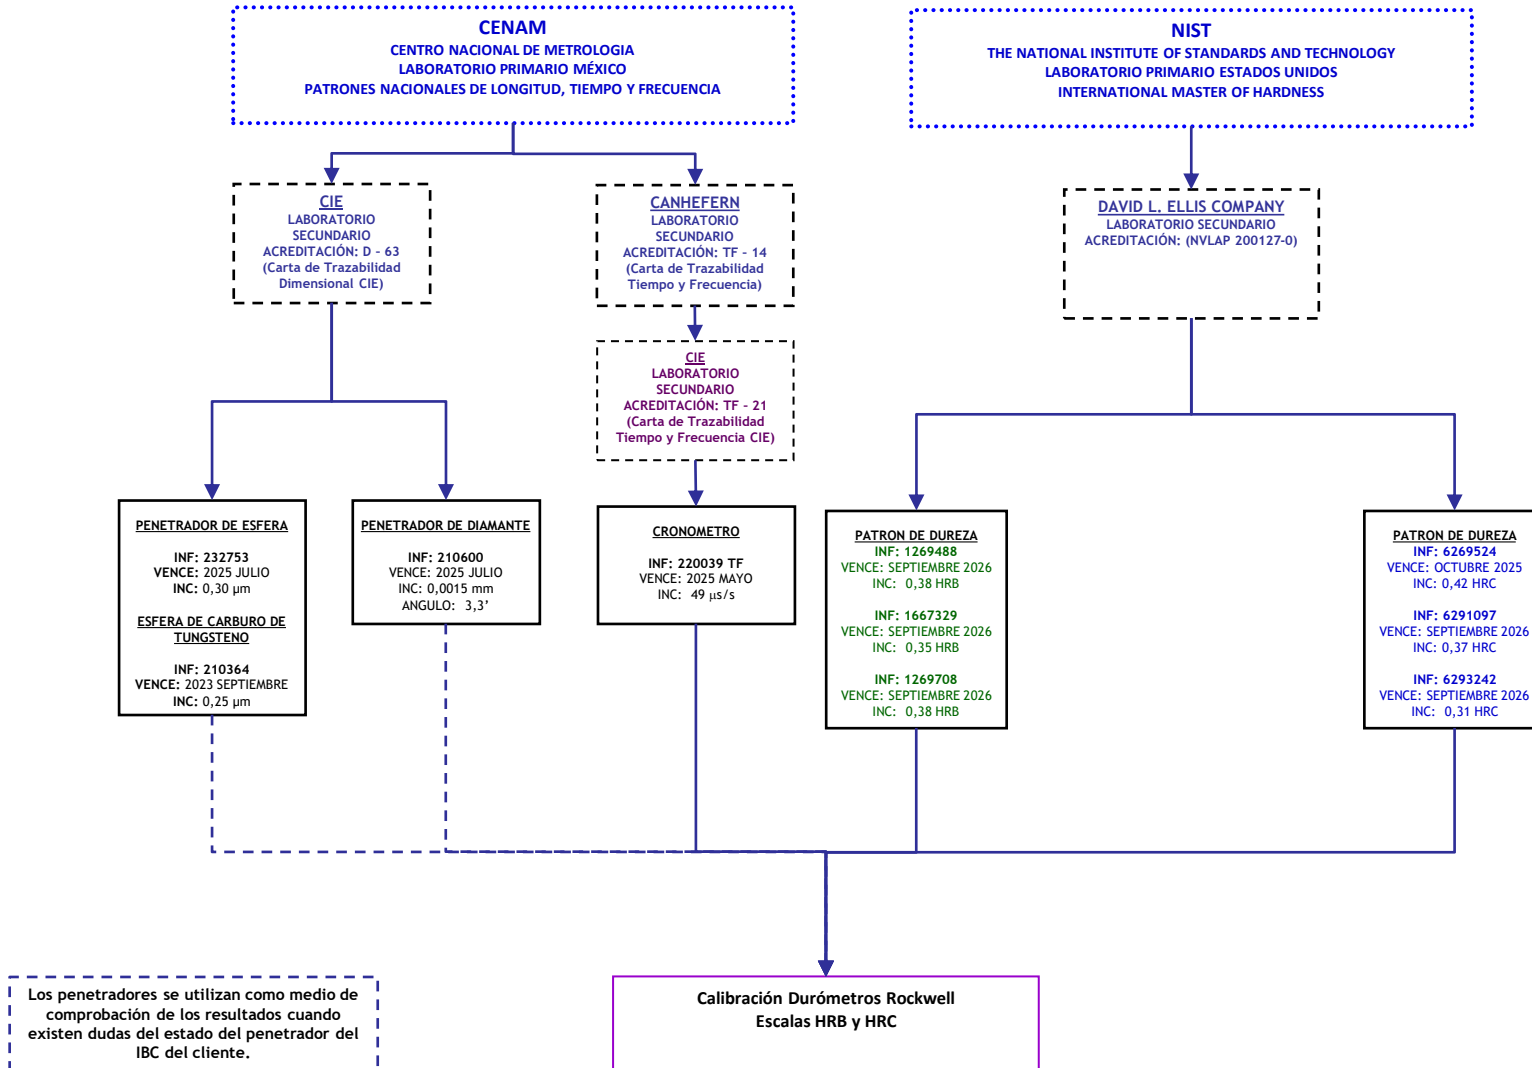 CENAM
CENTRO NACIONAL DE METROLOGIA
LABORATORIO PRIMARIO MÉXICO
PATRONES NACIONALES DE LONGITUD, TIEMPO Y FRECUENCIA
NIST
THE NATIONAL INSTITUTE OF STANDARDS AND TECHNOLOGY
LABORATORIO PRIMARIO ESTADOS UNIDOS
INTERNATIONAL MASTER OF HARDNESS
CIE
LABORATORIO
SECUNDARIO
ACREDITACIÓN: D - 63
(Carta de Trazabilidad
Dimensional CIE)
CANHEFERN
LABORATORIO
SECUNDARIO
ACREDITACIÓN: TF - 14
(Carta de Trazabilidad
Tiempo y Frecuencia)
DAVID L. ELLIS COMPANY
LABORATORIO SECUNDARIO
ACREDITACIÓN: (NVLAP 200127-0)
CIE
LABORATORIO
SECUNDARIO
ACREDITACIÓN: TF - 21
(Carta de Trazabilidad
Tiempo y Frecuencia CIE)
PENETRADOR DE ESFERA
INF: 232753
VENCE: 2025 JULIO
INC: 0,30 µm
ESFERA DE CARBURO DE
TUNGSTENO
INF: 210364
VENCE: 2023 SEPTIEMBRE
INC: 0,25 µm
PENETRADOR DE DIAMANTE
INF: 210600
VENCE: 2025 JULIO
INC: 0,0015 mm
ANGULO: 3,3’
CRONOMETRO
INF: 220039 TF
VENCE: 2025 MAYO
INC: 49 µs/s
PATRON DE DUREZA
INF: 1269488
VENCE: SEPTIEMBRE 2026
INC: 0,38 HRB
INF: 1667329
VENCE: SEPTIEMBRE 2026
INC: 0,35 HRB
INF: 1269708
VENCE: SEPTIEMBRE 2026
INC: 0,38 HRB
PATRON DE DUREZA
INF: 6269524
VENCE: OCTUBRE 2025
INC: 0,42 HRC
INF: 6291097
VENCE: SEPTIEMBRE 2026
INC: 0,37 HRC
INF: 6293242
VENCE: SEPTIEMBRE 2026
INC: 0,31 HRC
Los penetradores se utilizan como medio de
comprobación de los resultados cuando
existen dudas del estado del penetrador del
IBC del cliente.
Calibración Durómetros Rockwell
Escalas HRB y HRC